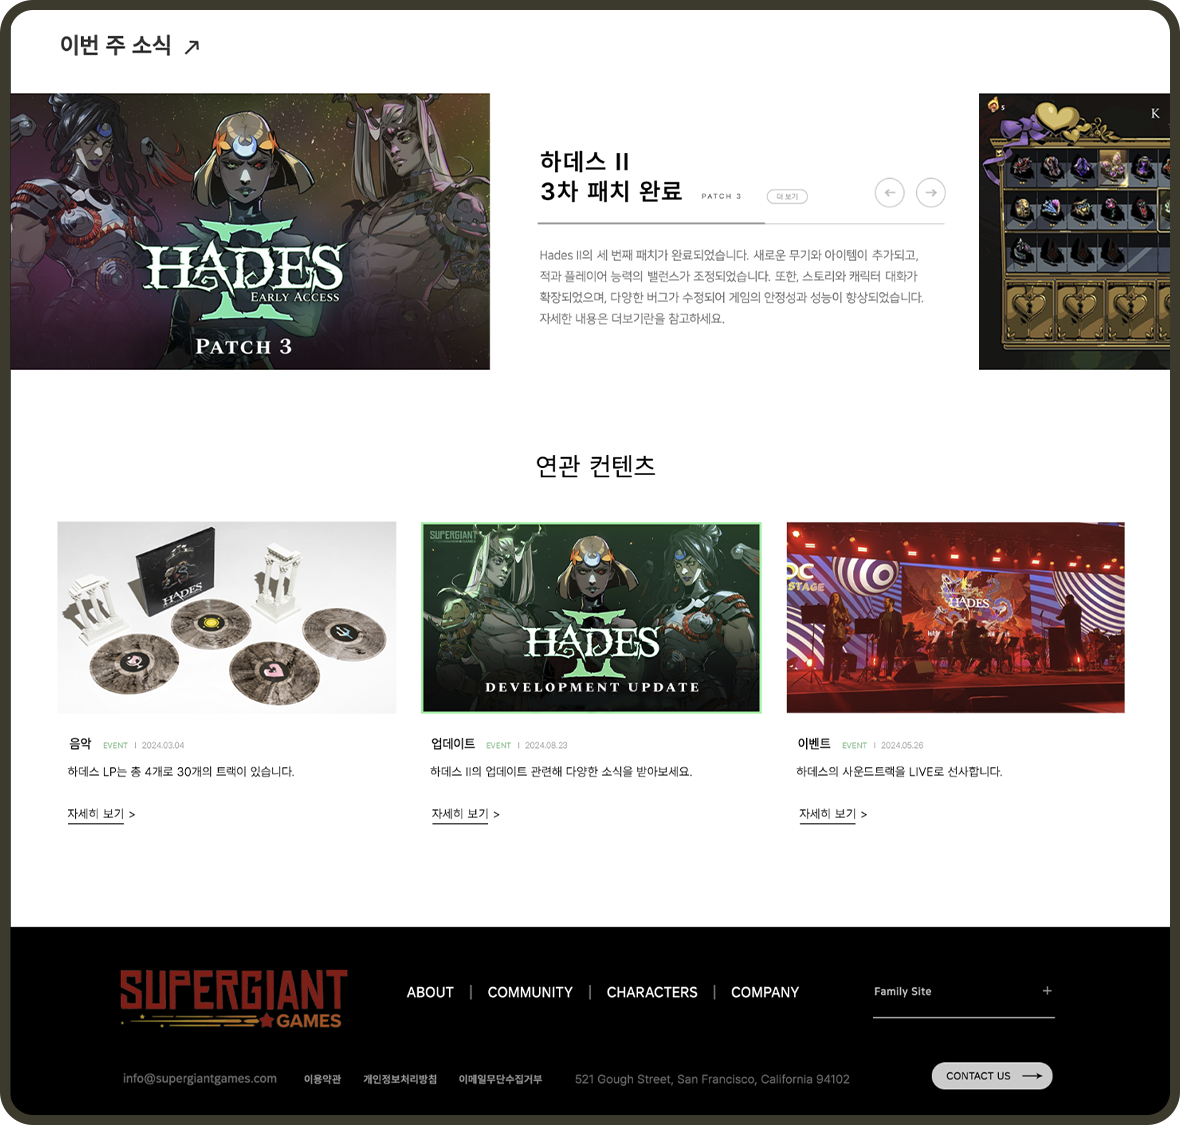 이번 주 소식 ↗
HADES
II
EARLY ACCESS
PATCH 3
하데스 II
3차 패치 완료 PATCH 3 더 보기
Hades II의 세 번째 패치가 완료되었습니다. 새로운 무기와 아이템이 추가되고,
적과 플레이어 능력의 밸런스가 조정되었습니다. 또한, 스토리와 캐릭터 대화가
확장되었으며, 다양한 버그가 수정되어 게임의 안정성과 성능이 향상되었습니다.
자세한 내용은 더보기란을 참고하세요.
5
K
연관 컨텐츠
HADES
SUPERGIANT
GAMES
HADES
II
DEVELOPMENT UPDATE
OC
STAGE
HADES
음악 EVENT | 2024.03.04
하데스 LP는 총 4개로 30개의 트랙이 있습니다.
자세히 보기 >
업데이트 EVENT | 2024.08.23
하데스 II의 업데이트 관련해 다양한 소식을 받아보세요.
자세히 보기 >
이벤트 EVENT | 2024.05.26
하데스의 사운드트랙을 LIVE로 선사합니다.
자세히 보기 >
SUPERGIANT
GAMES
ABOUT | COMMUNITY | CHARACTERS | COMPANY
Family Site +
info@supergiantgames.com 이용약관 개인정보처리방침 이메일무단수집거부 521 Gough Street, San Francisco, California 94102
CONTACT US